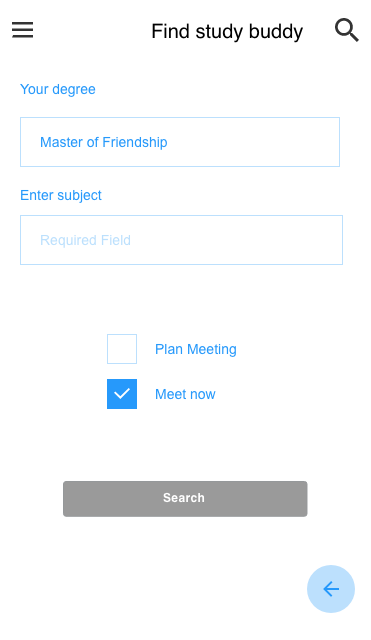 Find study buddy
Your degree
Master of Friendship
Enter subject
Required Field
Plan Meeting
Meet now
Search